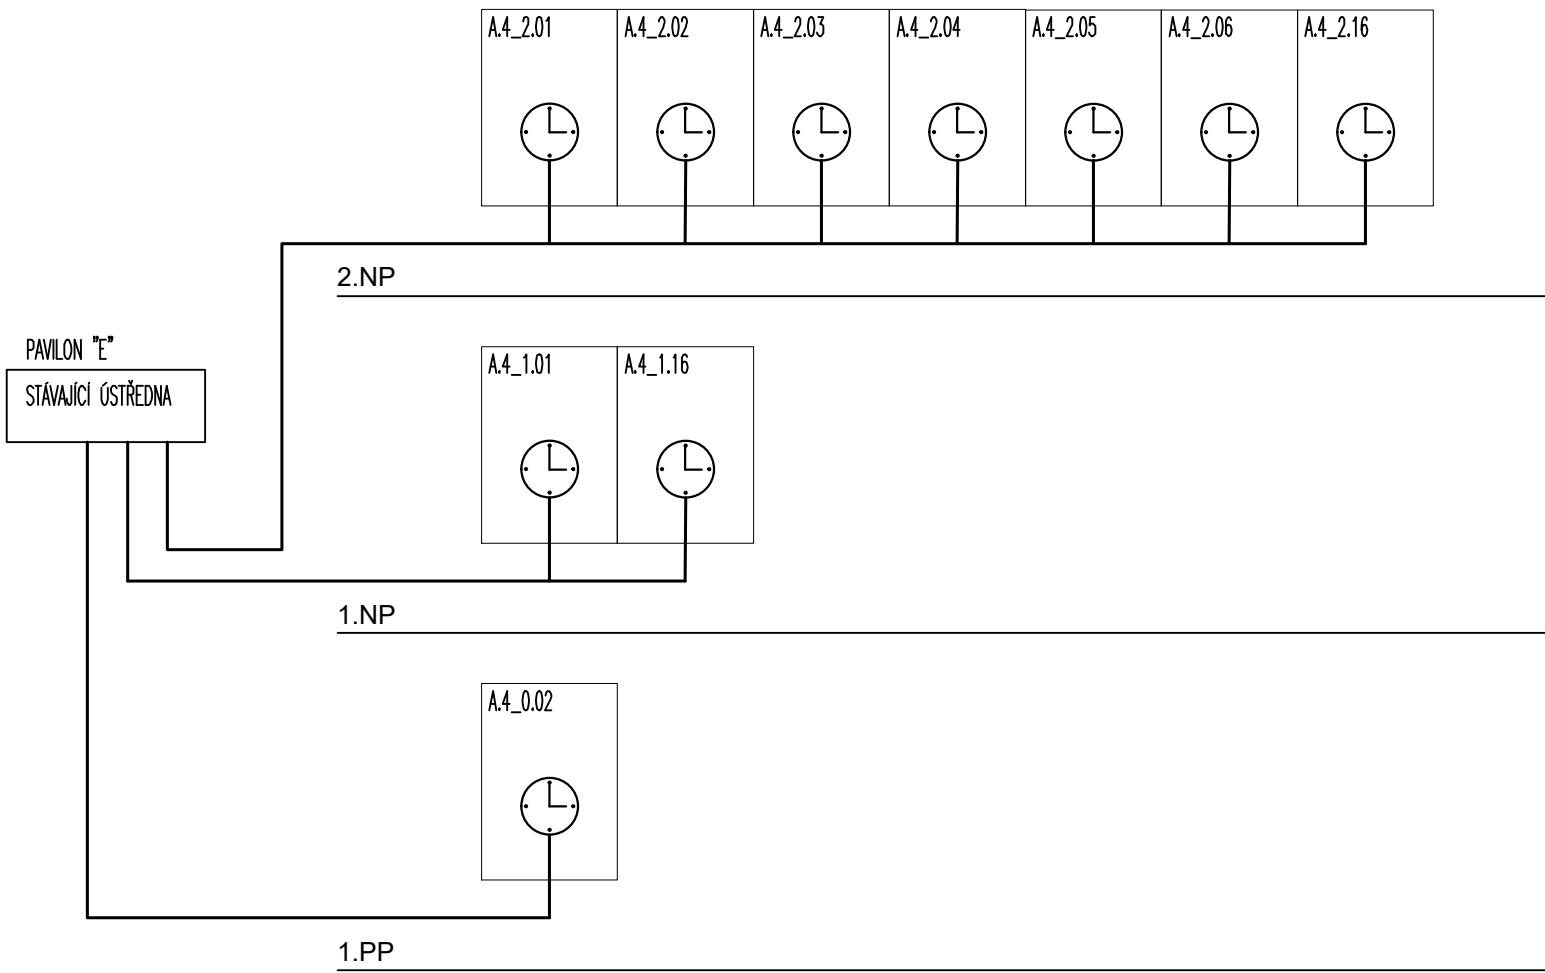 A.4_2.01
A.4_2.02
A.4_2.03
A.4_2.04
A.4_2.05
A.4_2.06
A.4_2.16
2.NP
PAVILON "E"
STÁVAJÍCÍ ÚSTŘEDNA
A.4_1.01
A.4_1.16
1.NP
A.4_0.02
1.PP